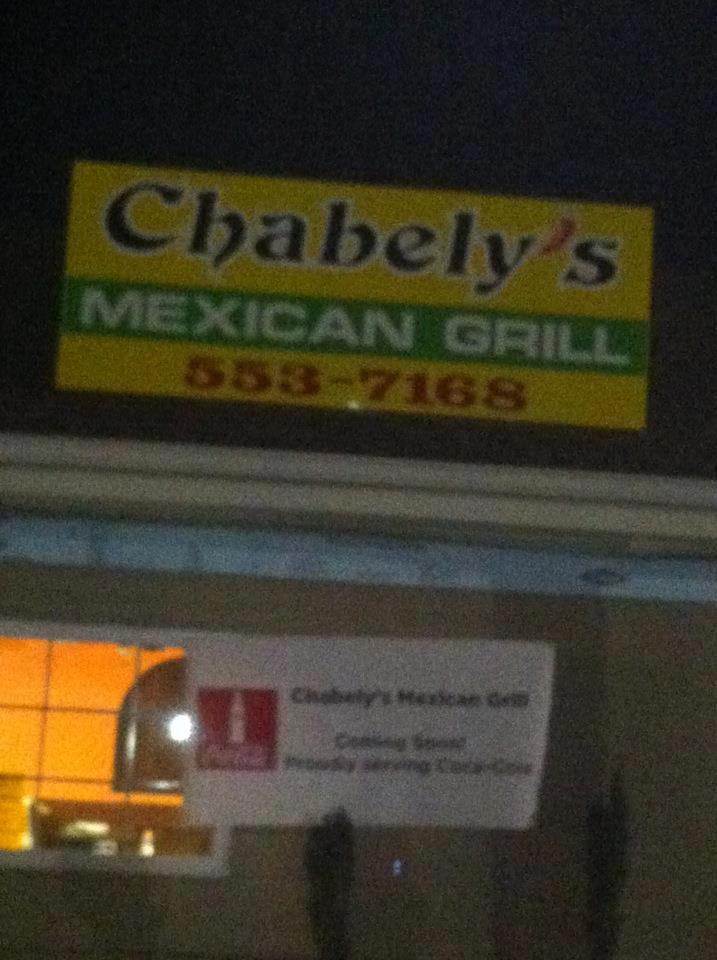 Chabely's
MEXICAN GRILL
553-7168
Chabely's Mexican Grill
Coming Soon!
Proudly serving Coca-Cola